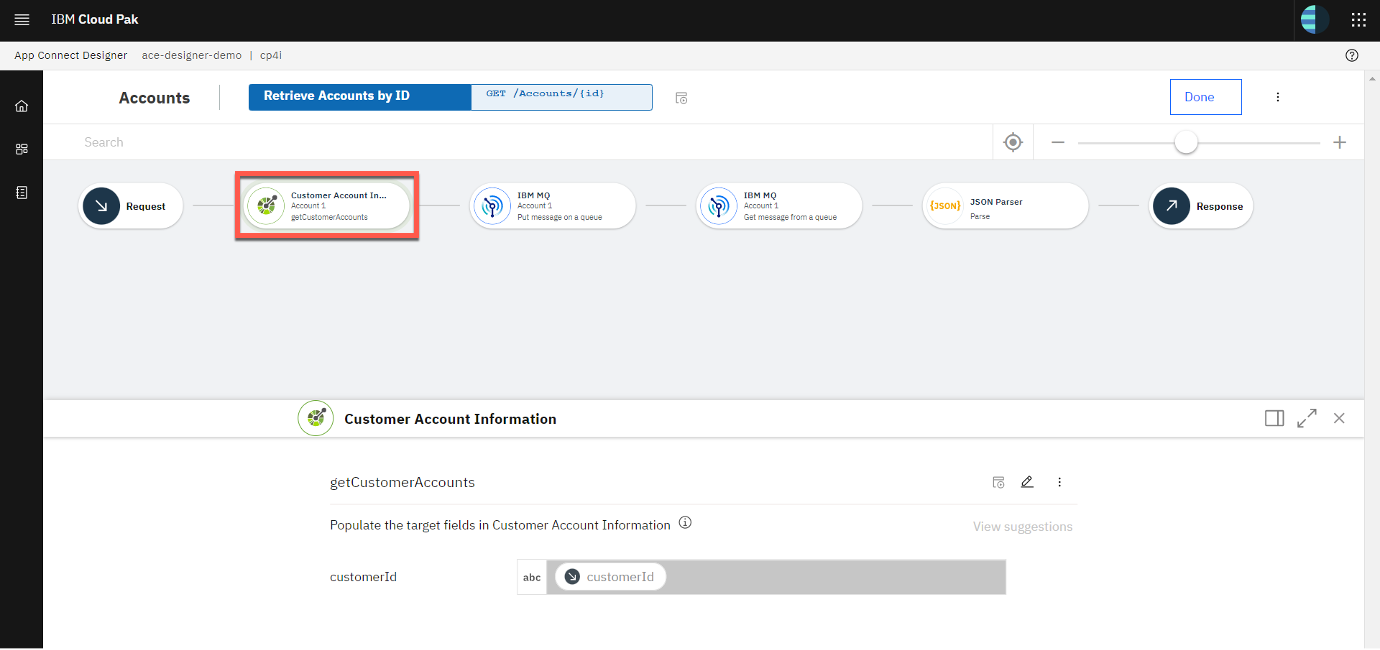 IBM Cloud Pak
App Connect Designer ace-designer-demo | cp4i
Accounts Retrieve Accounts by ID GET /Accounts/{id} Done
Search
Request
Customer Account In...
Account 1
getCustomerAccounts
IBM MQ
Account 1
Put message on a queue
IBM MQ
Account 1
Get message from a queue
{JSON}
JSON Parser
Parse
Response
Customer Account Information
getCustomerAccounts
Populate the target fields in Customer Account Information View suggestions
customerId abc customerId